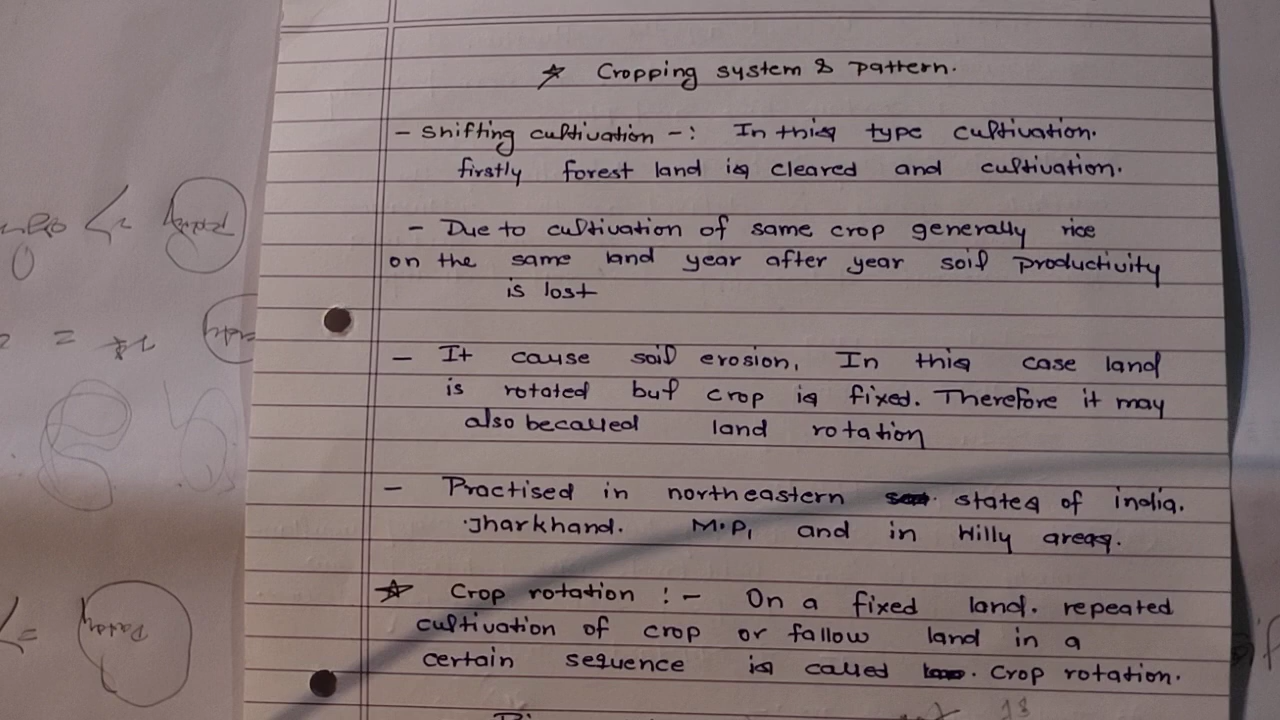 ☆ Cropping system & pattern.
- Shifting cultivation -: In this type cultivation.
firstly forest land is cleared and cultivation.
- Due to cultivation of same crop generally rice
on the same land year after year soil productivity
is lost
- It cause soil erosion, In this case land
is rotated but crop is fixed. Therefore it may
also becalled land rotation
- Practised in northeastern states of india.
Jharkhand. M.P, and in Hilly areas.
☆ Crop rotation :- On a fixed land. repeated
cultivation of crop or fallow land in a
certain sequence is called Crop rotation.